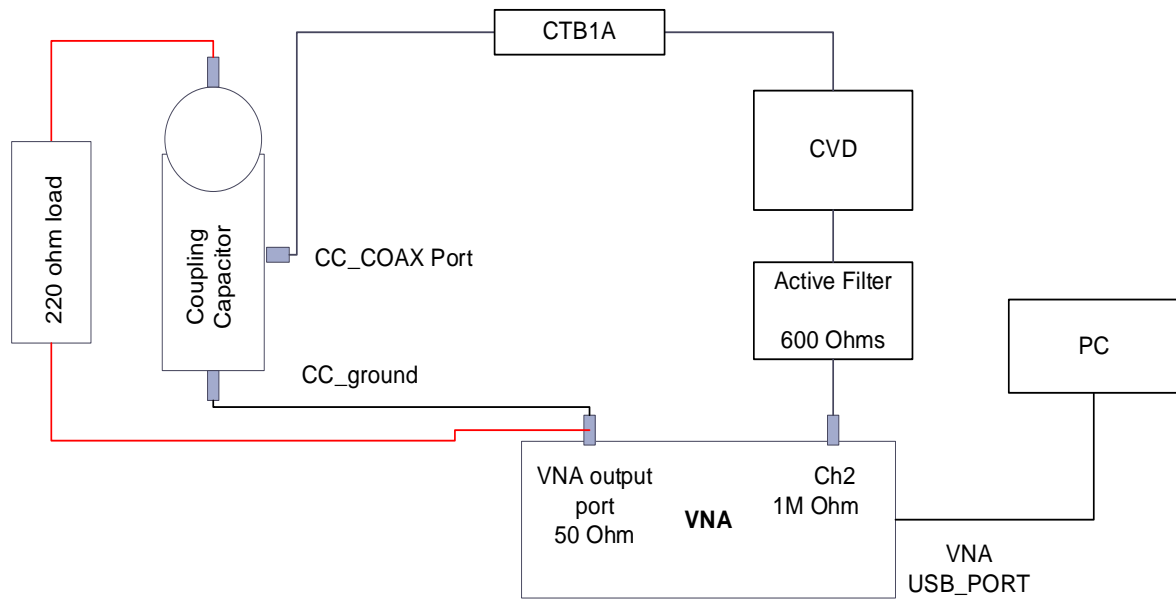 CTB1A
CVD
220 ohm load
Coupling
Capacitor
CC_COAX Port
Active Filter
600 Ohms
PC
CC_ground
VNA output
port
50 Ohm
VNA
Ch2
1M Ohm
VNA
USB_PORT